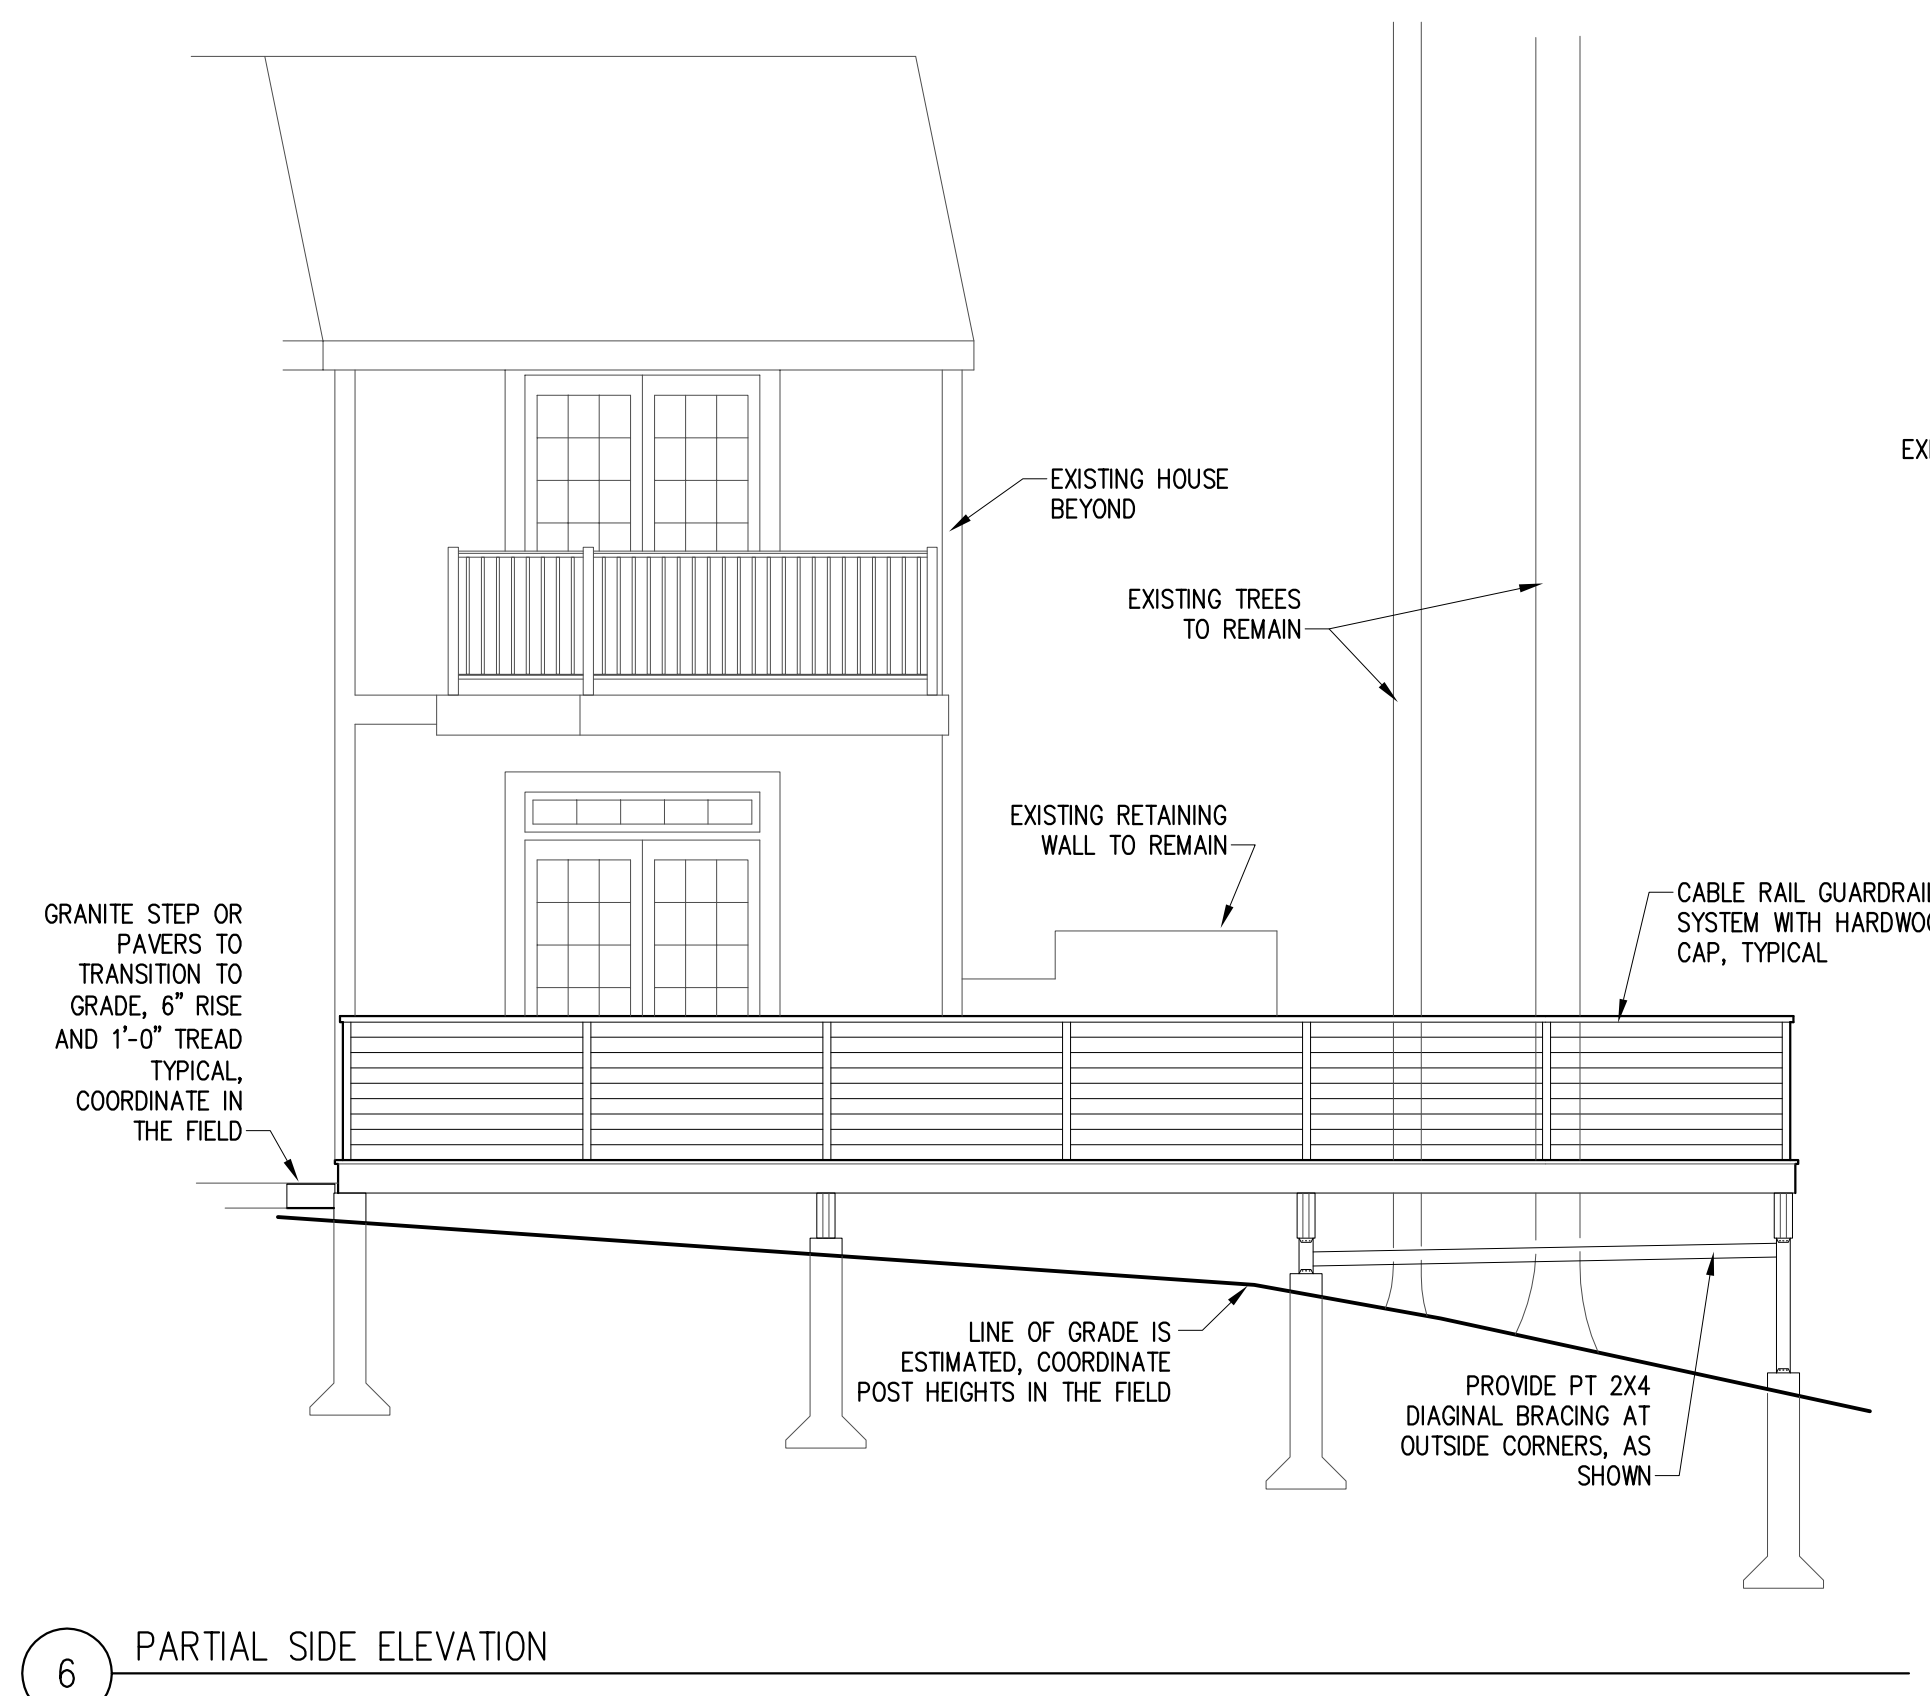 EXISTING HOUSE
BEYOND
EXISTING TREES
TO REMAIN
EXISTING RETAINING
WALL TO REMAIN
CABLE RAIL GUARDRAIL
SYSTEM WITH
CAP, TYPICAL
GRANITE STEP OR
PAVERS TO
TRANSITION TO
GRADE, 6" RISE
AND 1'-0" TREAD
TYPICAL,
COORDINATE IN
THE FIELD
LINE OF GRADE IS
ESTIMATED, COORDINATE
POST HEIGHTS IN THE FIELD
PROVIDE PT 2X4
DIAGINAL BRACING AT
OUTSIDE CORNERS, AS
SHOWN
6
PARTIAL SIDE ELEVATION